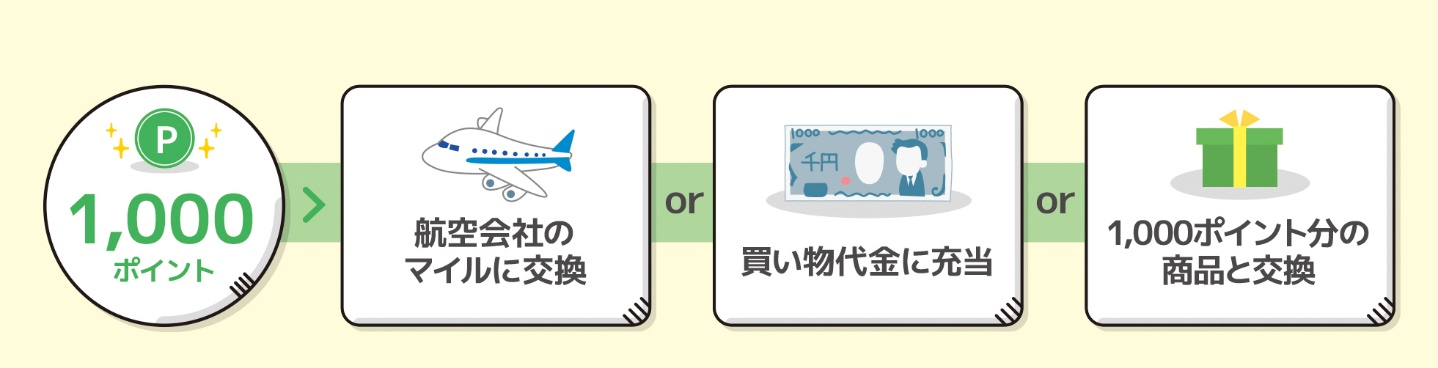 P
1,000
ポイント
航空会社の
マイルに交換
or
1000 1000
千円
買い物代金に充当
or
1,000ポイント分の
商品と交換